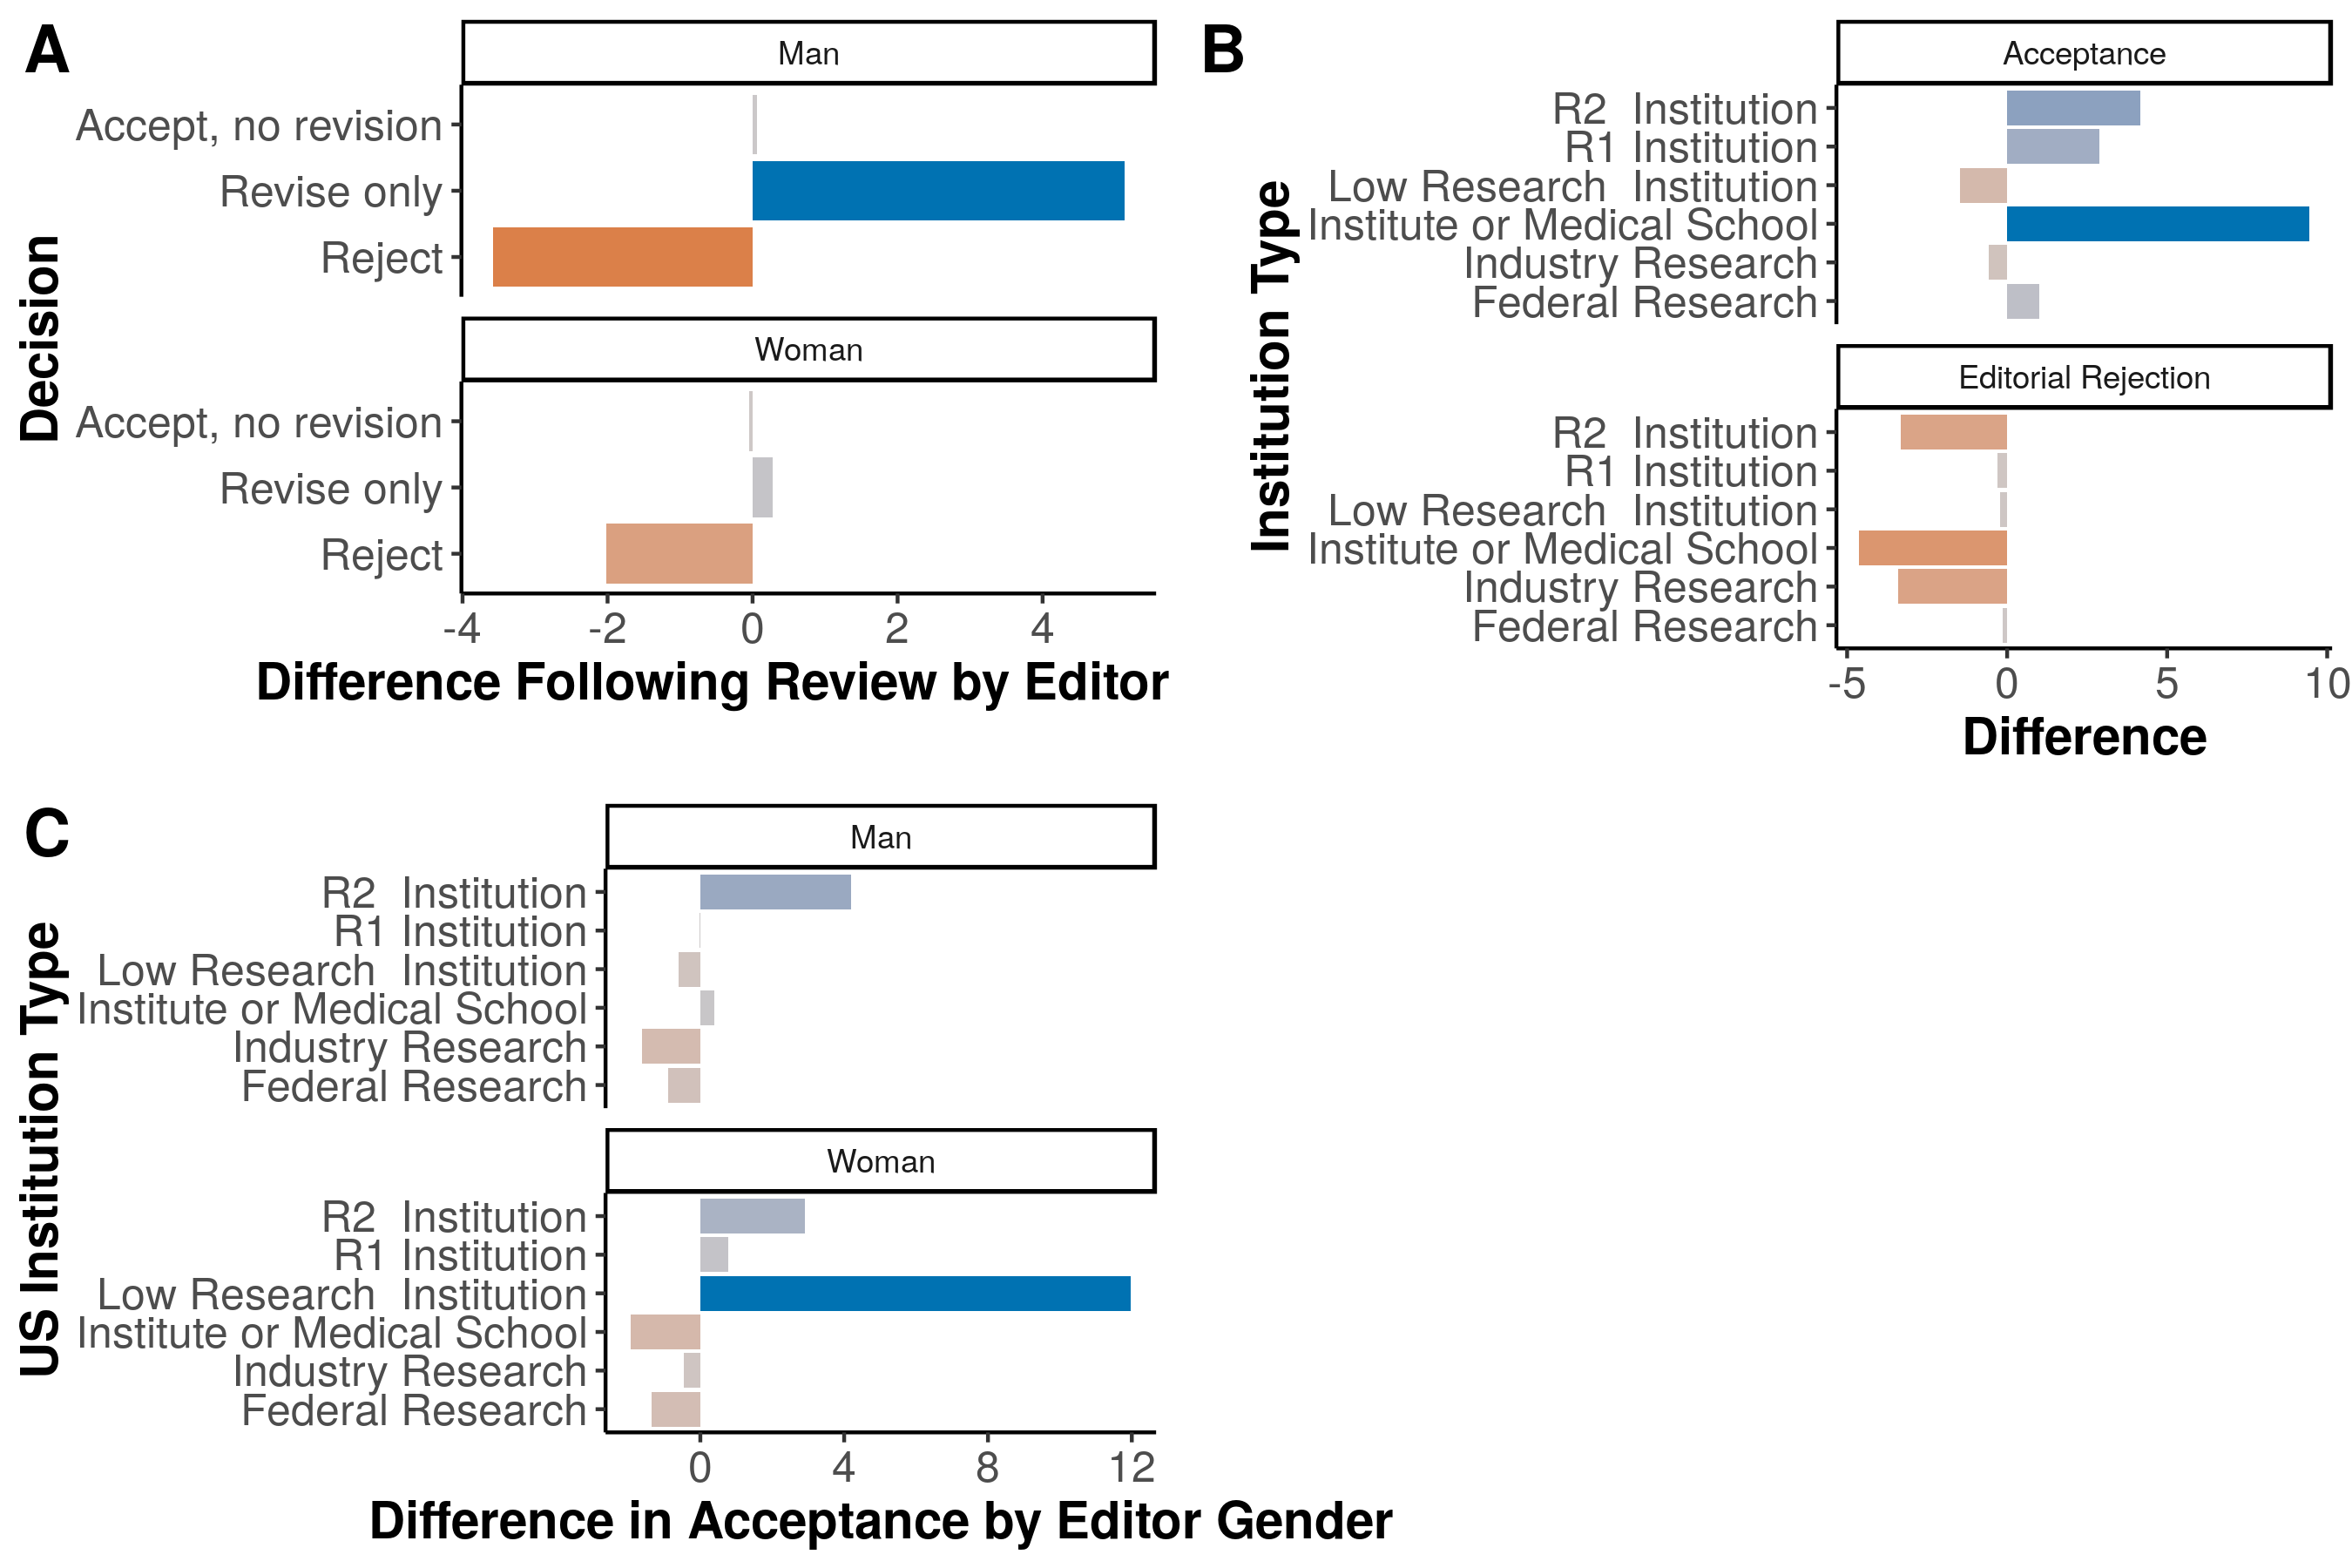 A
Man
Accept, no revision
Revise only
Reject
Woman
Accept, no revision
Revise only
Reject
-4 -2 0 2 4
Decision
Difference Following Review by Editor
B
Acceptance
R2 Institution
R1 Institution
Low Research Institution
Institute or Medical School
Industry Research
Federal Research
Editorial Rejection
R2 Institution
R1 Institution
Low Research Institution
Institute or Medical School
Industry Research
Federal Research
-5 0 5 10
Institution Type
Difference
C
Man
R2 Institution
R1 Institution
Low Research Institution
Institute or Medical School
Industry Research
Federal Research
Woman
R2 Institution
R1 Institution
Low Research Institution
Institute or Medical School
Industry Research
Federal Research
0 4 8 12
US Institution Type
Difference in Acceptance by Editor Gender